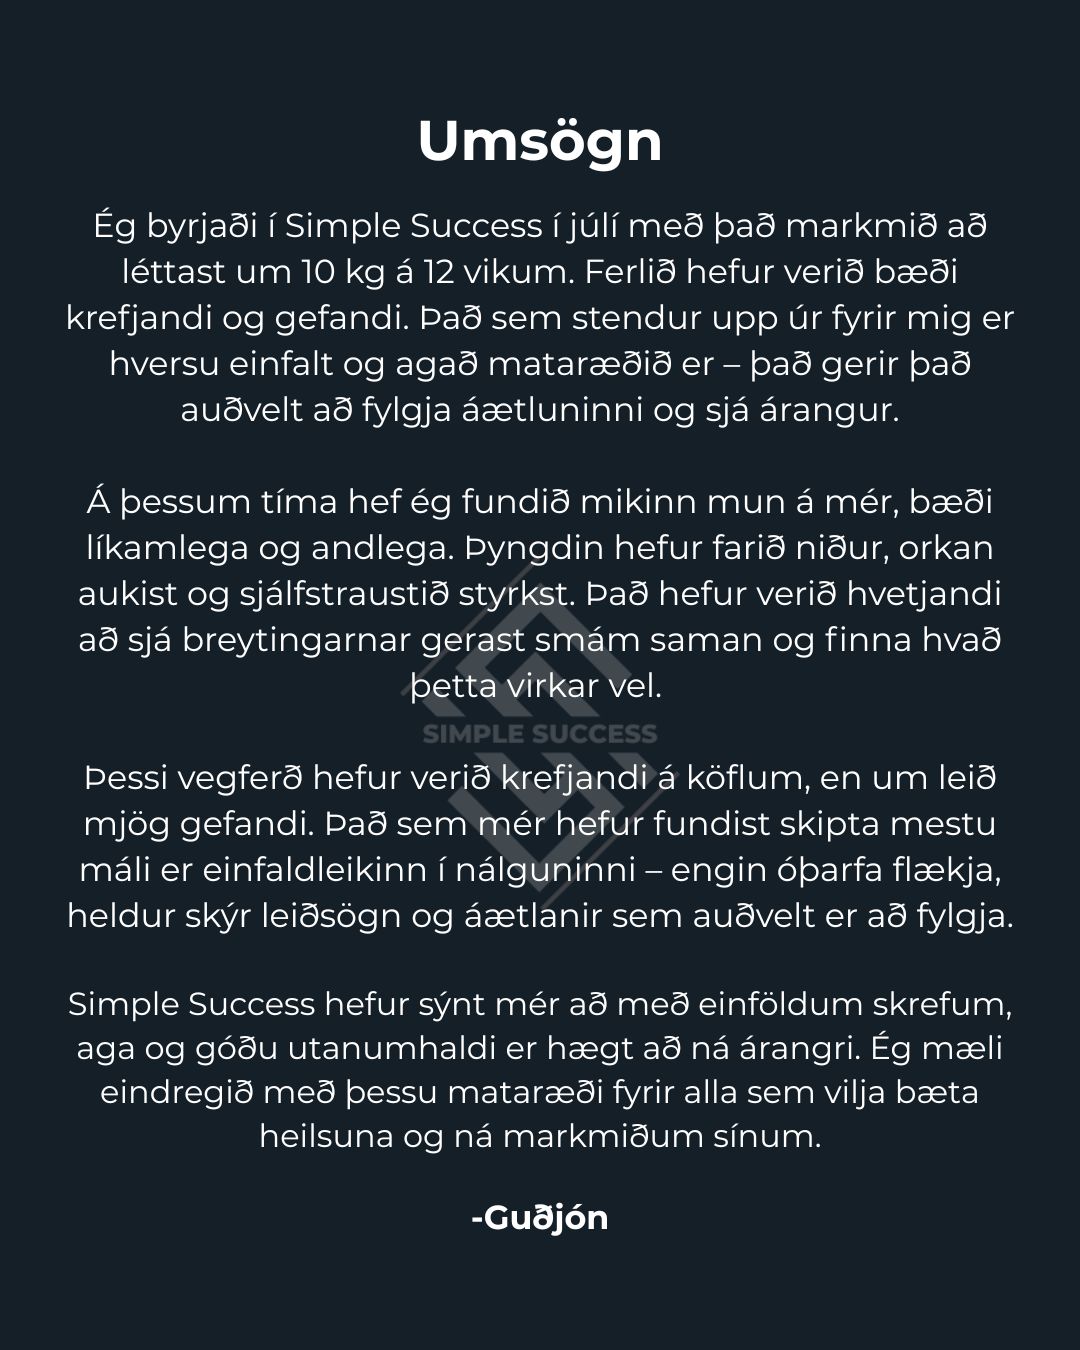 Umsögn
Ég byrjaði í Simple Success í júlí með það markmið að
léttast um 10 kg á 12 vikum. Ferlið hefur verið bæði
krefjandi og gefandi. Það sem stendur upp úr fyrir mig er
hversu einfalt og agað mataræðið er – það gerir það
auðvelt að fylgja áætluninni og sjá árangur.
Á þessum tíma hef ég fundið mikinn mun á mér, bæði
líkamlega og andlega. Þyngdin hefur farið niður, orkan
aukist og sjálfstraustið styrkst. Það hefur verið hvetjandi
að sjá breytingarnar gerast smám saman og finna hvað
þetta virkar vel.
SIMPLE SUCCESS
Þessi vegferð hefur verið krefjandi á köflum, en um leið
mjög gefandi. Það sem mér hefur fundist skipta mestu
máli er einfaldleikinn í nálguninni – engin óþarfa flækja,
heldur skýr leiðsögn og áætlanir sem auðvelt er að fylgja.
Simple Success hefur sýnt mér að með einföldum skrefum,
aga og góðu utanumhaldi er hægt að ná árangri. Ég mæli
eindregið með þessu mataræði fyrir alla sem vilja bæta
heilsuna og ná markmiðum sínum.
-Guðjón